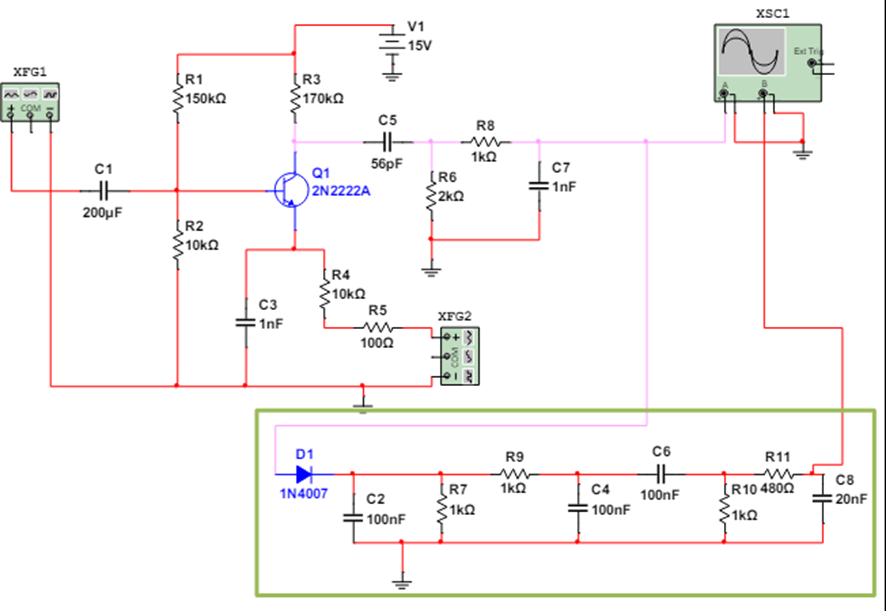 XFG1
COM
R1
150kΩ
R3
170kΩ
V1
15V
XSC1
Ext Trig
A
B
C5
56pF
R8
1kΩ
C1
200µF
Q1
2N2222A
R6
2kΩ
C7
1nF
R2
10kΩ
C3
1nF
R4
10kΩ
R5
100Ω
XFG2
COM
D1
1N4007
C2
100nF
R7
1kΩ
R9
1kΩ
C4
100nF
C6
100nF
R10
1kΩ
R11
480Ω
C8
20nF